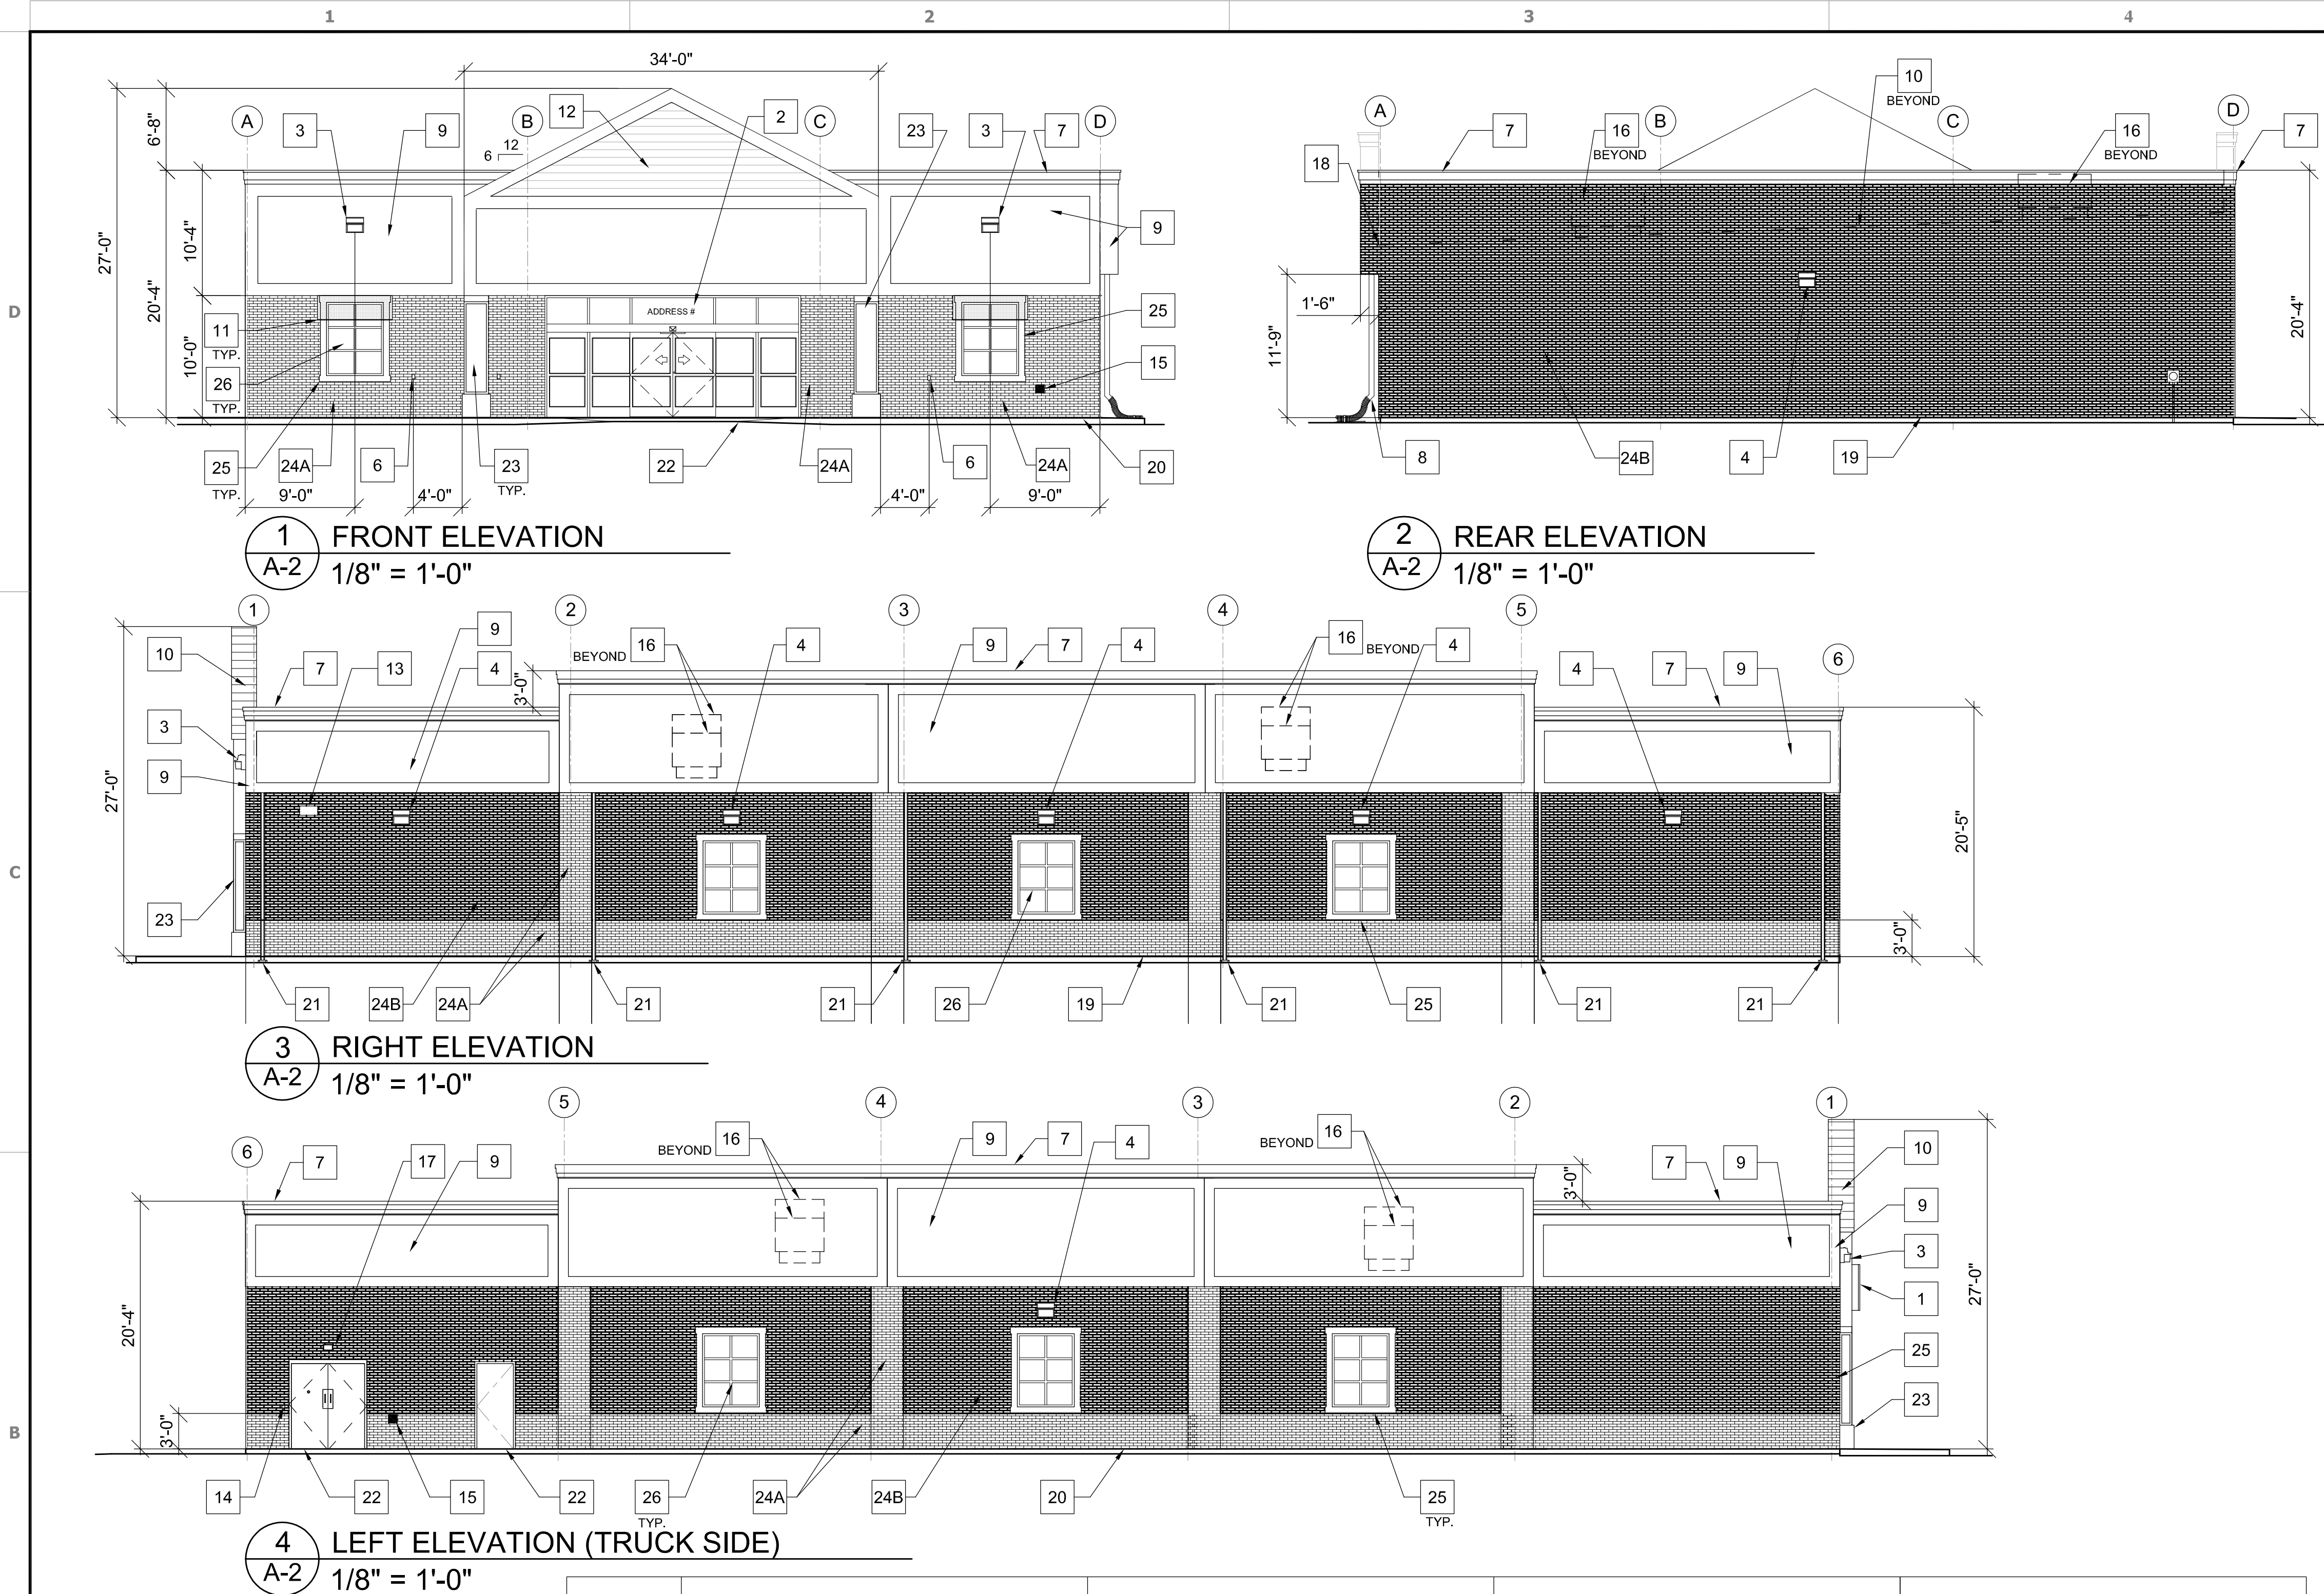 1 2 3 4
34'-0"
27'-0"
6'-8"
20'-4"
10'-4"
10'-0"
A 3 9 B 12 2 C 23 3 7 D
12
6
9
ADDRESS #
11
TYP.
26
TYP.
25
15
25
TYP.
24A 6 23
TYP.
22 24A 6 24A 20
9'-0" 4'-0" 4'-0" 9'-0"
1
A-2
FRONT ELEVATION
1/8" = 1'-0"
D
A 7 16
BEYOND
B 10
BEYOND
C 16
BEYOND
D 7
18
1'-6"
11'-9"
20'-4"
8 24B 4 19
2
A-2
REAR ELEVATION
1/8" = 1'-0"
1 2 3 4 5 6
10 7 13 9 4 3'-0"
BEYOND 16 4 9 7 4 16 BEYOND 4 4 7 9
3
9
23
27'-0"
20'-5"
3'-0"
21 24B 24A 21 21 26 19 21 25 21 21
3
A-2
RIGHT ELEVATION
1/8" = 1'-0"
C
6 5 4 3 2 1
7 17 9 BEYOND 16 9 7 4 BEYOND 16 3'-0" 7 9 10
9
3
1
25
23
20'-4"
3'-0"
27'-0"
14 22 15 22 26
TYP.
24A 24B 20 25
TYP.
4
A-2
LEFT ELEVATION (TRUCK SIDE)
1/8" = 1'-0"
B